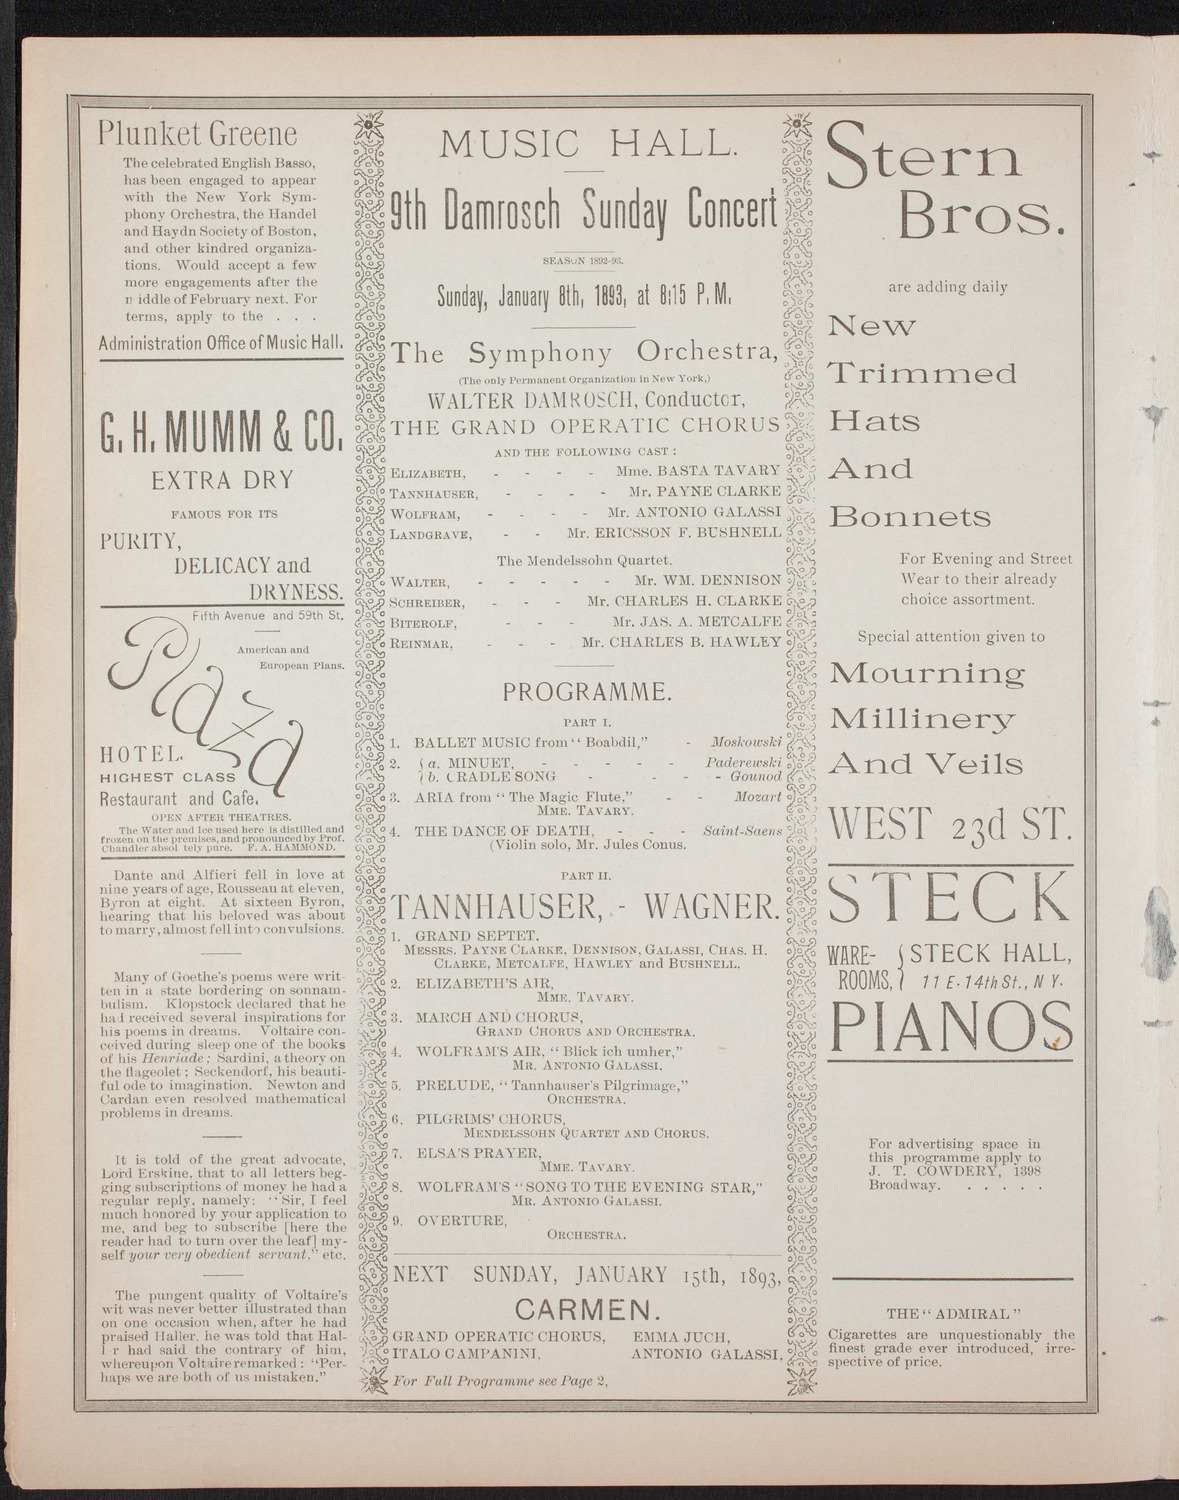 Plunket Greene
The celebrated English Basso,
has been engaged to appear
with the New York Sym-
phony Orchestra, the Handel
and Haydn Society of Boston,
and other kindred organiza-
tions. Would accept a few
more engagements after the
r iddle of February next. For
terms, apply to the . . .
Administration Office of Music Hall.
G. H. MUMM & CO.
EXTRA DRY
FAMOUS FOR ITS
PURITY,
DELICACY and
DRYNESS.
Fifth Avenue and 59th St.
American and
European Plans.
Plaza
HOTEL.
HIGHEST CLASS
Restaurant and Cafe.
OPEN AFTER THEATRES.
The Water and Ice used here is distilled and
frozen on the premises, and pronounced by Prof.
Chandler absol tely pure. F. A. HAMMOND.
Dante and Alfieri fell in love at
nine years of age, Rousseau at eleven,
Byron at eight. At sixteen Byron,
hearing that his beloved was about
to marry, almost fell into convulsions.
Many of Goethe's poems were writ-
ten in a state bordering on somnam-
bulism. Klopstock declared that he
had received several inspirations for
his poems in dreams. Voltaire con-
ceived during sleep one of the books
of his Henriade; Sardini, a theory on
the flageolet; Seckendorf, his beauti-
ful ode to imagination. Newton and
Cardan even resolved mathematical
problems in dreams.
It is told of the great advocate,
Lord Erskine, that to all letters beg-
ging subscriptions of money he had a
regular reply, namely: "Sir, I feel
much honored by your application to
me, and beg to subscribe [here the
reader had to turn over the leaf] my-
self your very obedient servant," etc.
The pungent quality of Voltaire's
wit was never better illustrated than
on one occasion when, after he had
praised Haller, he was told that Hal-
l r had said the contrary of him,
whereupon Voltaire remarked: "Per-
haps we are both of us mistaken."
MUSIC HALL.
9th Damrosch Sunday Concert
SEASON 1892-93.
Sunday, January 8th, 1893, at 8:15 P. M.
The Symphony Orchestra,
(The only Permanent Organization in New York,)
WALTER DAMROSCH, Conductor,
THE GRAND OPERATIC CHORUS
AND THE FOLLOWING CAST:
ELIZABETH, - - - - Mme. BASTA TAVARY
TANNHAUSER, - - - - Mr. PAYNE CLARKE
WOLFRAM, - - - - Mr. ANTONIO GALASSI
LANDGRAVE, - - Mr. ERICSSON F. BUSHNELL
The Mendelssohn Quartet.
WALTER, - - - - - Mr. WM. DENNISON
SCHREIBER, - - - Mr. CHARLES H. CLARKE
BITEROLF, - - - Mr. JAS. A. METCALFE
REINMAR, - - - Mr. CHARLES B. HAWLEY
PROGRAMME.
PART I.
1. BALLET MUSIC from "Boabdil," - Moskowski
2. { a. MINUET, - - - - - Paderewski
{ b. CRADLE SONG - - - - Gounod
3. ARIA from "The Magic Flute," - - Mozart
MME. TAVARY.
4. THE DANCE OF DEATH, - - - Saint-Saens
(Violin solo, Mr. Jules Conus.
PART II.
TANNHAUSER, - WAGNER.
1. GRAND SEPTET,
MESSRS. PAYNE CLARKE, DENNISON, GALASSI, CHAS. H.
CLARKE, METCALFE, HAWLEY and BUSHNELL.
2. ELIZABETH'S AIR,
MME. TAVARY.
3. MARCH AND CHORUS,
GRAND CHORUS AND ORCHESTRA.
4. WOLFRAM'S AIR, "Blick ich umher,"
MR. ANTONIO GALASSI.
5. PRELUDE, "Tannhauser's Pilgrimage,"
ORCHESTRA.
6. PILGRIMS' CHORUS,
MENDELSSOHN QUARTET AND CHORUS.
7. ELSA'S PRAYER,
MME. TAVARY.
8. WOLFRAM'S "SONG TO THE EVENING STAR,"
MR. ANTONIO GALASSI.
9. OVERTURE,
ORCHESTRA.
NEXT SUNDAY, JANUARY 15th, 1893,
CARMEN.
GRAND OPERATIC CHORUS, EMMA JUCH,
ITALO CAMPANINI, ANTONIO GALASSI,
For Full Programme see Page 2,
Stern
Bros.
are adding daily
New
Trimmed
Hats
And
Bonnets
For Evening and Street
Wear to their already
choice assortment.
Special attention given to
Mourning
Millinery
And Veils
WEST 23d ST.
STECK
WARE-
ROOMS, { STECK HALL,
11 E. 14th St., N Y.
PIANOS
For advertising space in
this programme apply to
J. T. COWDERY, 1398
Broadway. . . . . .
THE "ADMIRAL"
Cigarettes are unquestionably the
finest grade ever introduced, irre-
spective of price.